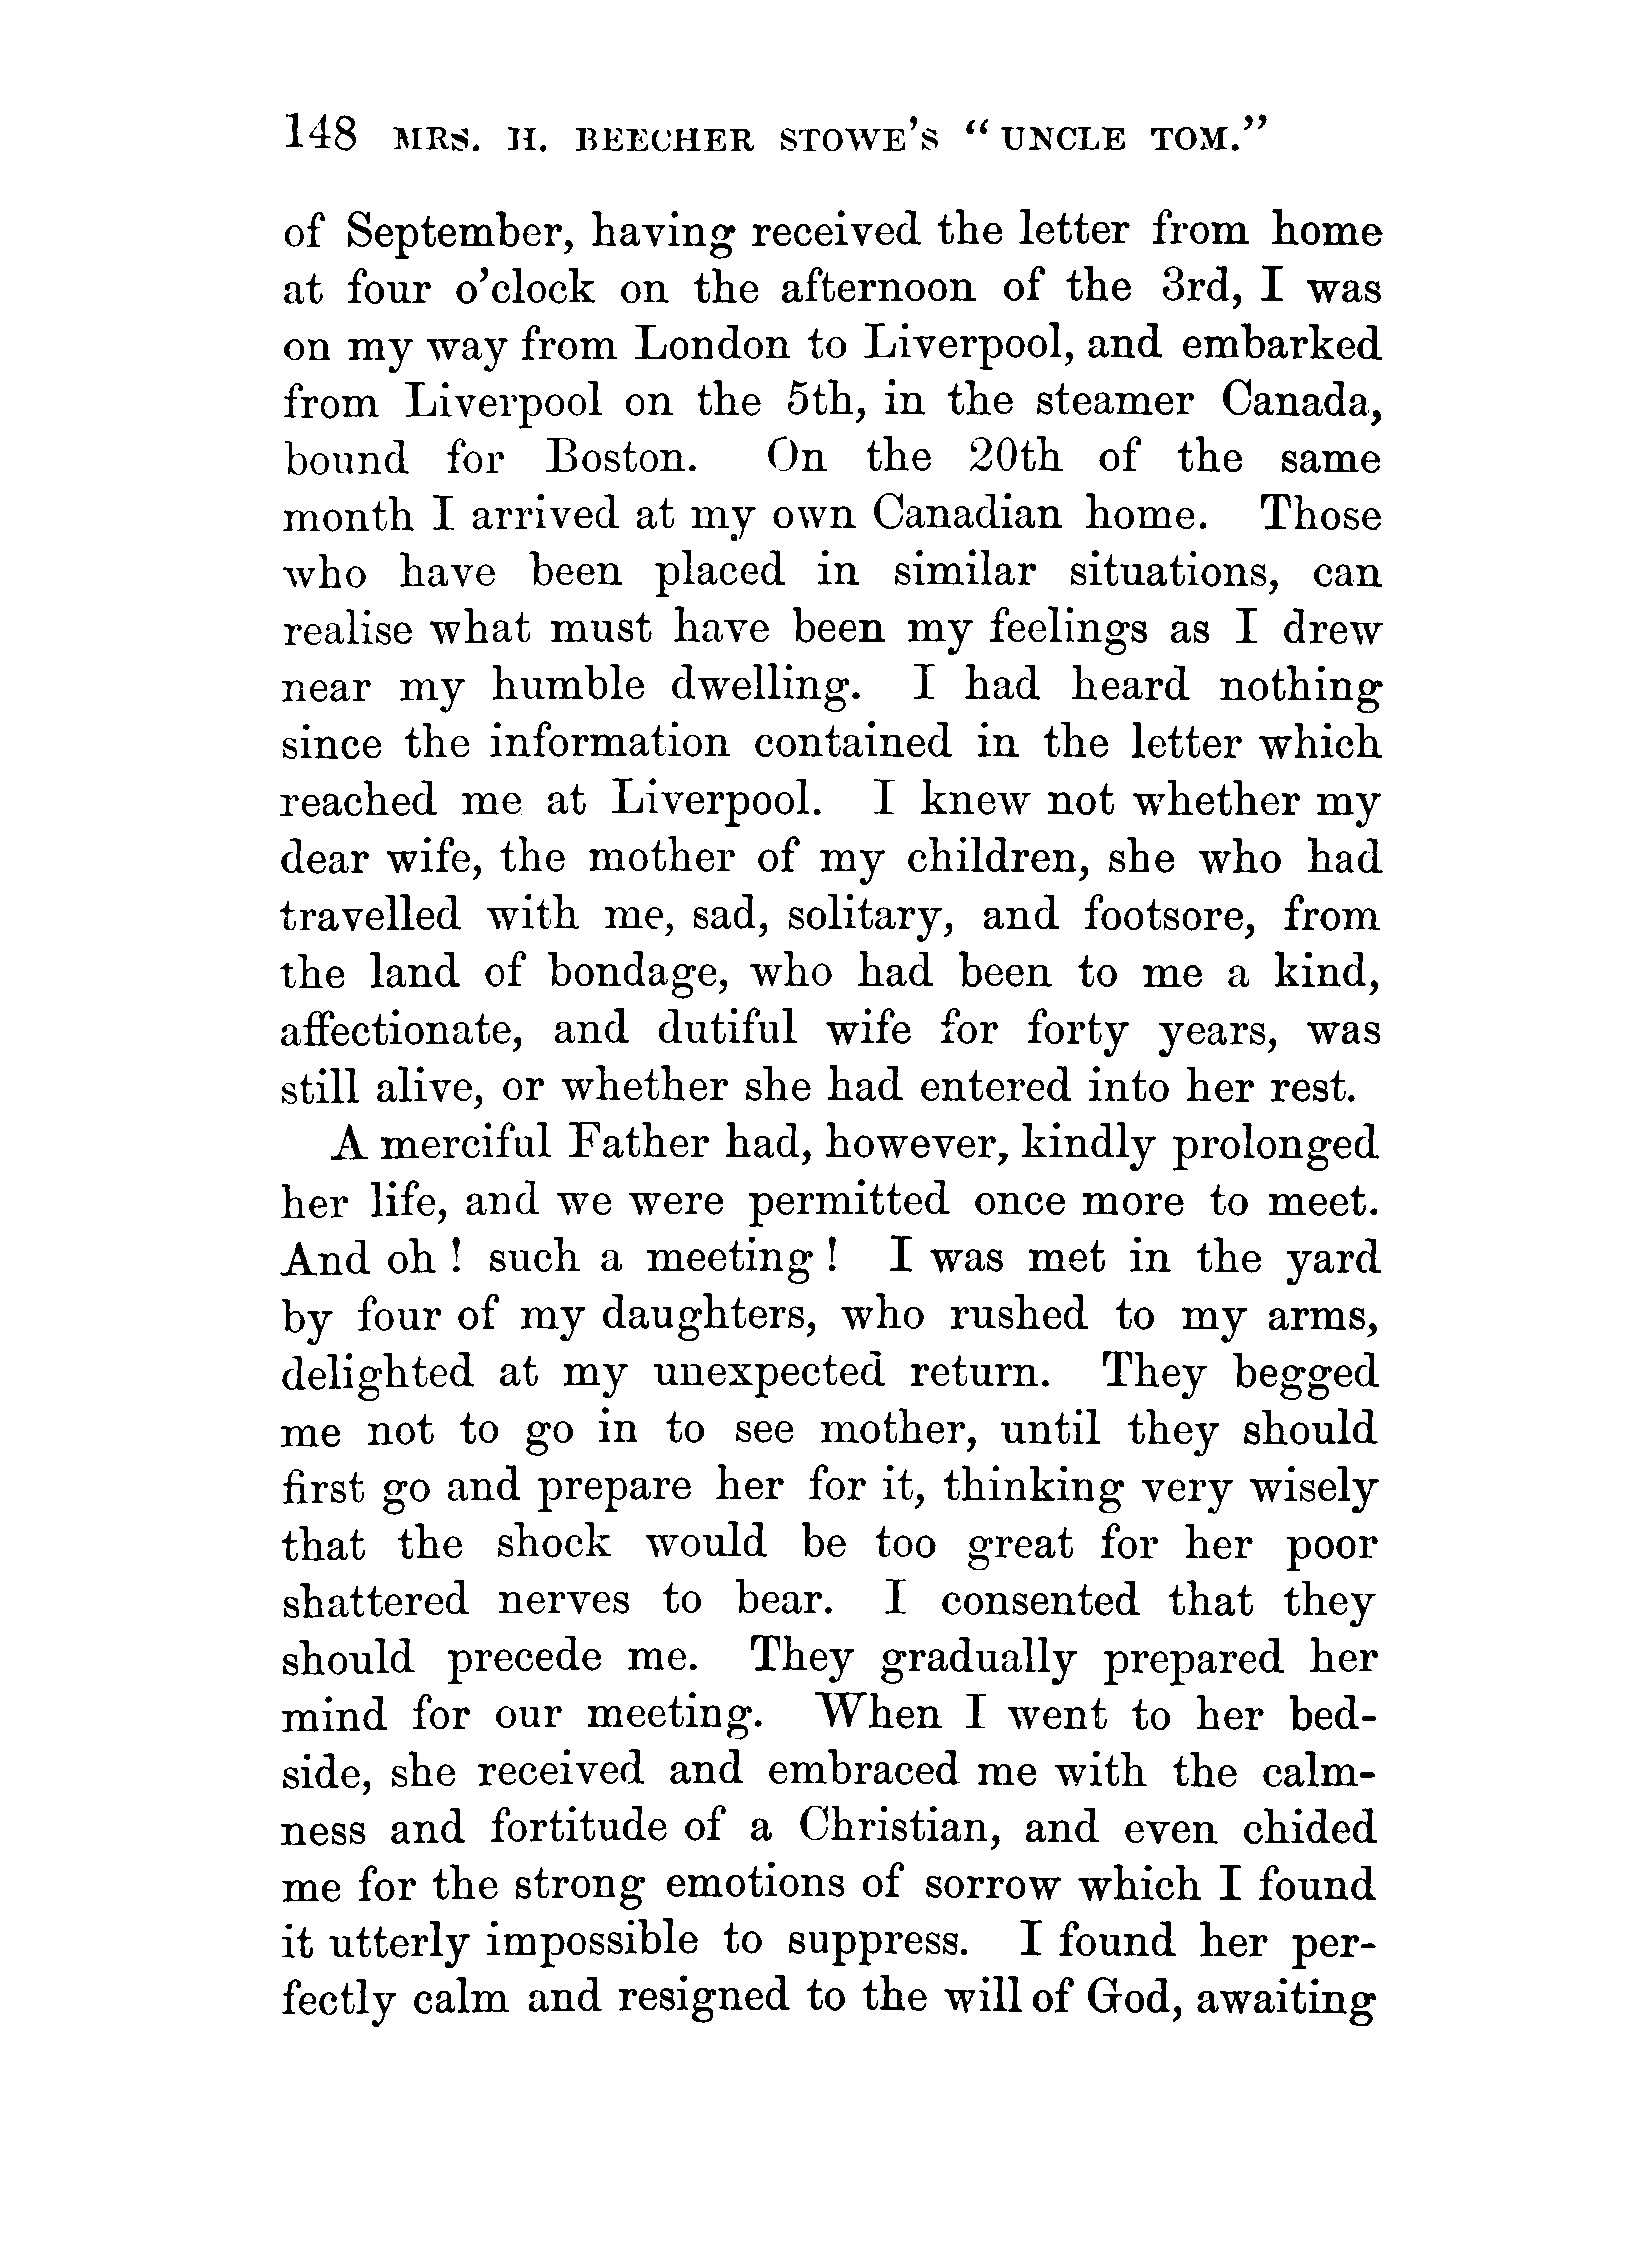 148 MRS. H. BEECHER STOWE'S "UNCLE TOM."
of September, having received the letter from home
at four o'clock on the afternoon of the 3rd, I was
on my way from London to Liverpool, and embarked
from Liverpool on the 5th, in the steamer Canada,
bound for Boston. On the 20th of the same
month I arrived at my own Canadian home. Those
who have been placed in similar situations, can
realise what must have been my feelings as I drew
near my humble dwelling. I had heard nothing
since the information contained in the letter which
reached me at Liverpool. I knew not whether my
dear wife, the mother of my children, she who had
travelled with me, sad, solitary, and footsore, from
the land of bondage, who had been to me a kind,
affectionate, and dutiful wife for forty years, was
still alive, or whether she had entered into her rest.
A merciful Father had, however, kindly prolonged
her life, and we were permitted once more to meet.
And oh! such a meeting! I was met in the yard
by four of my daughters, who rushed to my arms,
delighted at my unexpected return. They begged
me not to go in to see mother, until they should
first go and prepare her for it, thinking very wisely
that the shock would be too great for her poor
shattered nerves to bear. I consented that they
should precede me. They gradually prepared her
mind for our meeting. When I went to her bed-
side, she received and embraced me with the calm-
ness and fortitude of a Christian, and even chided
me for the strong emotions of sorrow which I found
it utterly impossible to suppress. I found her per-
fectly calm and resigned to the will of God, awaiting